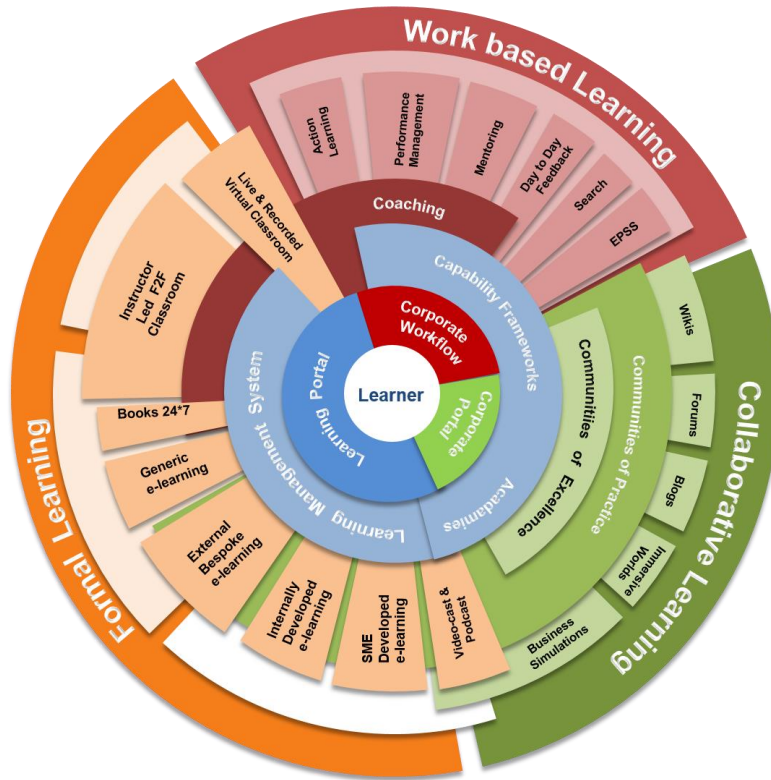 Work based Learning
Action
Learning
Performance
Management
Mentoring
Day to Day
Feedback
Search
EPSS
Coaching
Live & Recorded
Virtual Classroom
Instructor
Led F2F
Classroom
Capability Frameworks
Corporate
Workflow
Learning Portal
Learner
Corporate
Portal
Learning Management System
Acadamies
Communitities of Excellence
Communities of Practice
Wikis
Forums
Blogs
Immersive
Worlds
Business
Simulations
Collaborative Learning
Formal Learning
Books 24*7
Generic
e-learning
External
Bespoke
e-learning
Internally
Developed
e-learning
SME
Developed
e-learning
Video-cast &
Podcast